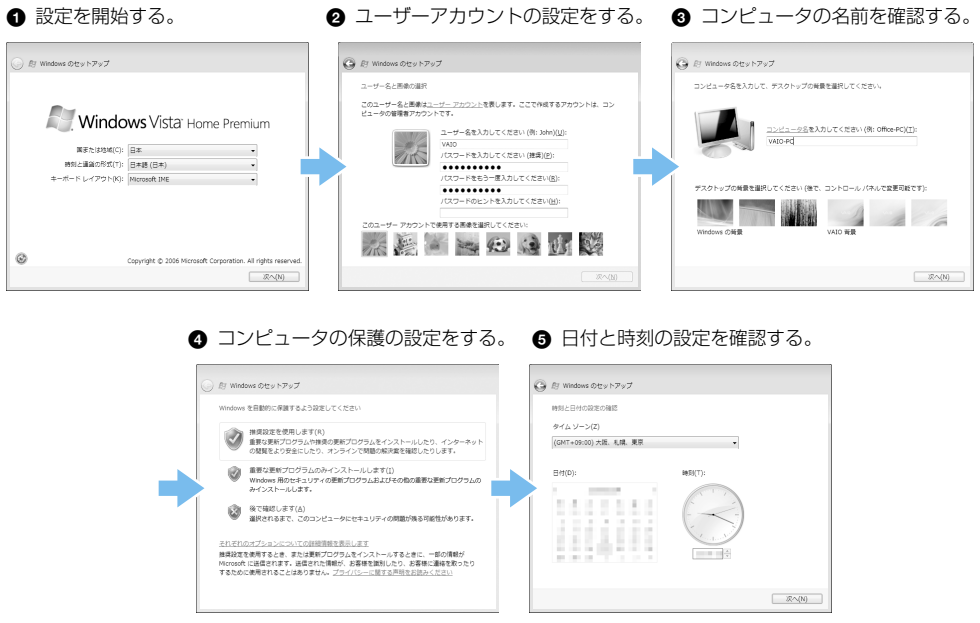 ❶ 設定を開始する。
❷ ユーザーアカウントの設定をする。
❸ コンピュータの名前を確認する。
Windows のセットアップ
Windows Vista Home Premium
国または地域(C): 日本
時刻と通貨の形式(T): 日本語 (日本)
キーボード レイアウト(K): Microsoft IME
Copyright © 2006 Microsoft Corporation. All rights reserved.
次へ(N)
Windows のセットアップ
ユーザー名と画像の選択
このユーザー名と画像はユーザー アカウントを表します。ここで作成するアカウントは、コン
ピュータの管理者アカウントです。
ユーザー名を入力してください (例: John)(U):
VAIO
パスワードを入力してください (推奨)(P):
●●●●●●●●●●
パスワードをもう一度入力してください(R):
●●●●●●●●●●
パスワードのヒントを入力してください(H):
このユーザー アカウントで使用する画像を選択してください:
次へ(N)
Windows のセットアップ
コンピュータ名を入力して、デスクトップの背景を選択してください。
コンピュータ名を入力してください (例: Office-PC)(T):
VAIO-PC
デスクトップの背景を選択してください (後で、コントロール パネルで変更可能です):
Windows の背景
VAIO 背景
次へ(N)
❹ コンピュータの保護の設定をする。
❺ 日付と時刻の設定を確認する。
Windows のセットアップ
Windows を自動的に保護するよう設定してください
推奨設定を使用します(R)
重要な更新プログラムや推奨の更新プログラムをインストールしたり、インターネット
の閲覧をより安全にしたり、オンラインで問題の解決策を確認したりします。
重要な更新プログラムのみインストールします(I)
Windows 用のセキュリティの更新プログラムおよびその他の重要な更新プログラムの
みインストールします。
後で確認します(A)
選択されるまで、このコンピュータにセキュリティの問題が残る可能性があります。
それぞれのオプションについての詳細情報を表示します
推奨設定を使用するとき、または更新プログラムをインストールするときに、一部の情報が
Microsoft に送信されます。送信された情報が、お客様を識別したり、お客様に連絡を取ったり
するために使用されることはありません。プライバシーに関する声明をお読みください
Windows のセットアップ
時刻と日付の設定の確認
タイム ゾーン(Z)
(GMT+09:00) 大阪、札幌、東京
日付(D):
時刻(T):
次へ(N)